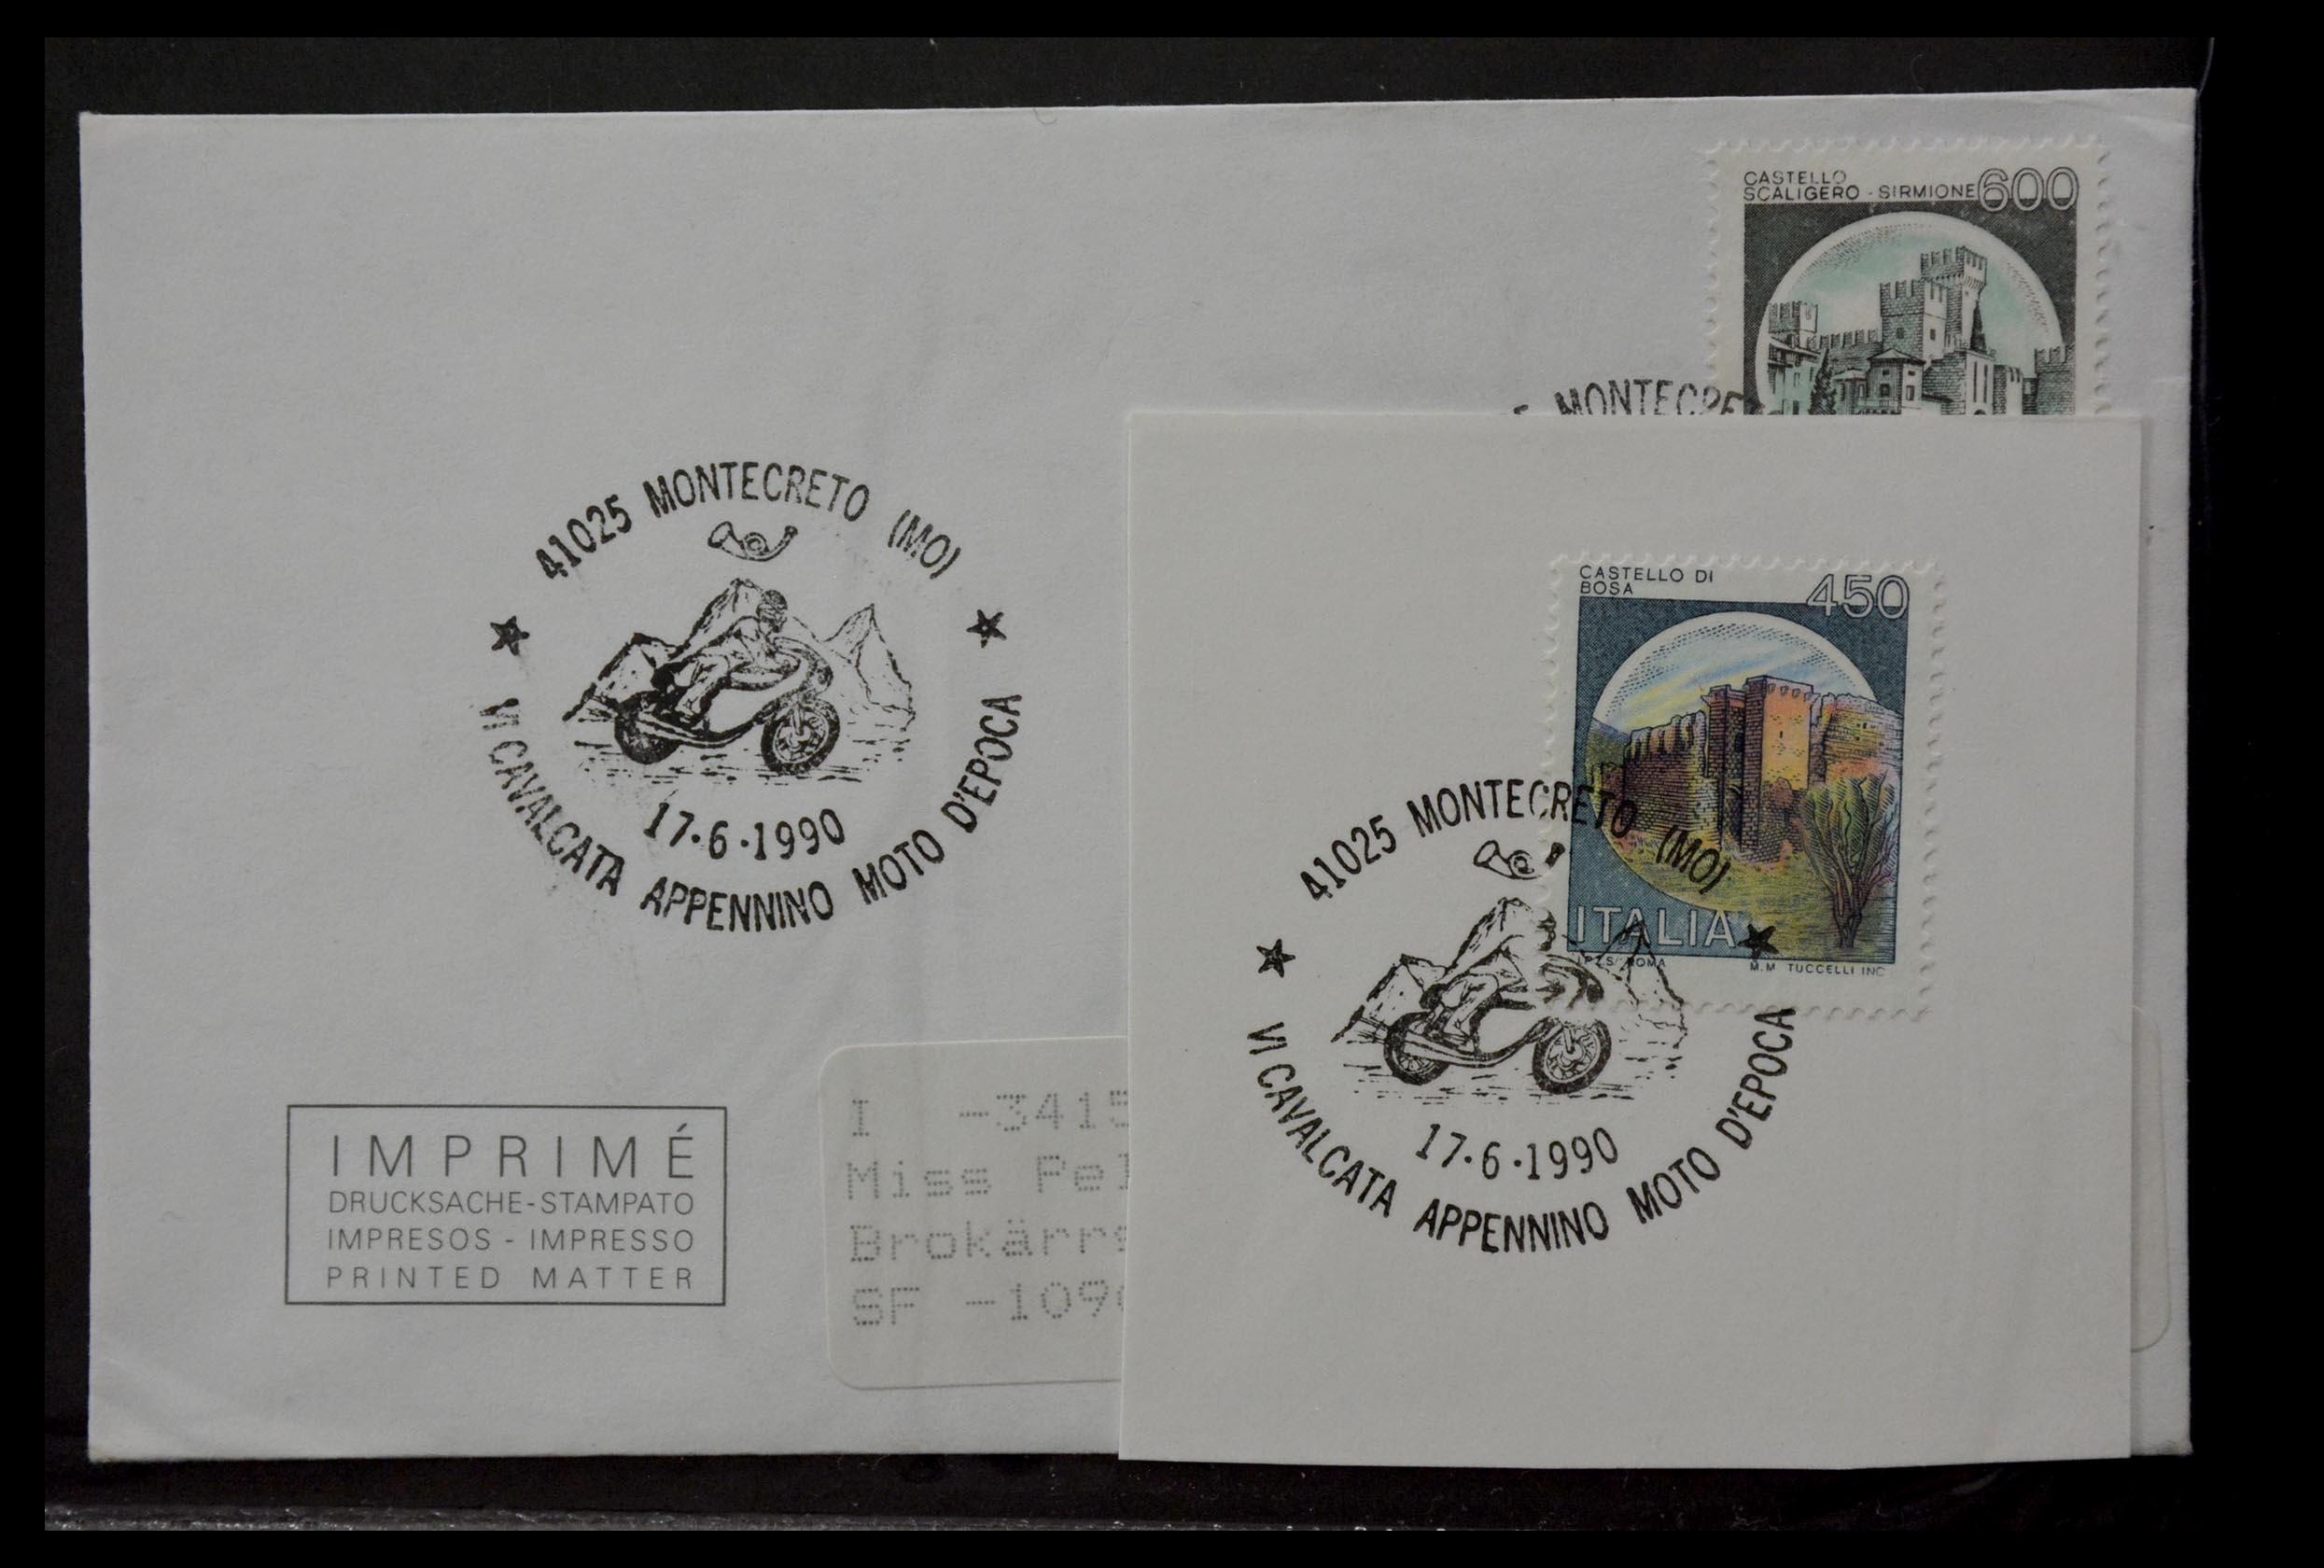 CASTELLO
SCALIGERO - SIRMIONE 600
MONTECRE
41025 MONTECRETO (MO)
17·6·1990
VI CAVALCATA APPENNINO MOTO D'EPOCA
CASTELLO DI
BOSA
450
ITALIA
I.P.Z.S. ROMA
M.M TUCCELLI INC
41025 MONTECRETO (MO)
17·6·1990
VI CAVALCATA APPENNINO MOTO D'EPOCA
IMPRIMÉ
DRUCKSACHE-STAMPATO
IMPRESOS - IMPRESSO
PRINTED MATTER
I -3415
Miss Pel
Brokärr
SF -109